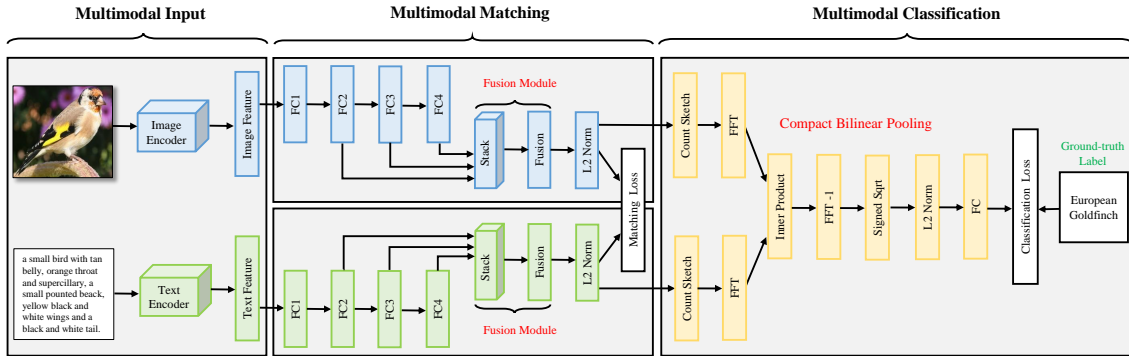 Multimodal Input
Multimodal Matching
Multimodal Classification
Image
Encoder
Image Feature
FC1
FC2
FC3
FC4
Fusion Module
Stack
Fusion
L2 Norm
Matching Loss
a small bird with tan
belly, orange throat
and supercillary, a
small pounted beack,
yellow black and
white wings and a
black and white tail.
Text
Encoder
Text Feature
FC1
FC2
FC3
FC4
Stack
Fusion
L2 Norm
Fusion Module
Count Sketch
FFT
Count Sketch
FFT
Compact Bilinear Pooling
Inner Product
FFT -1
Signed Sqrt
L2 Norm
FC
Classification Loss
Ground-truth
Label
European
Goldfinch